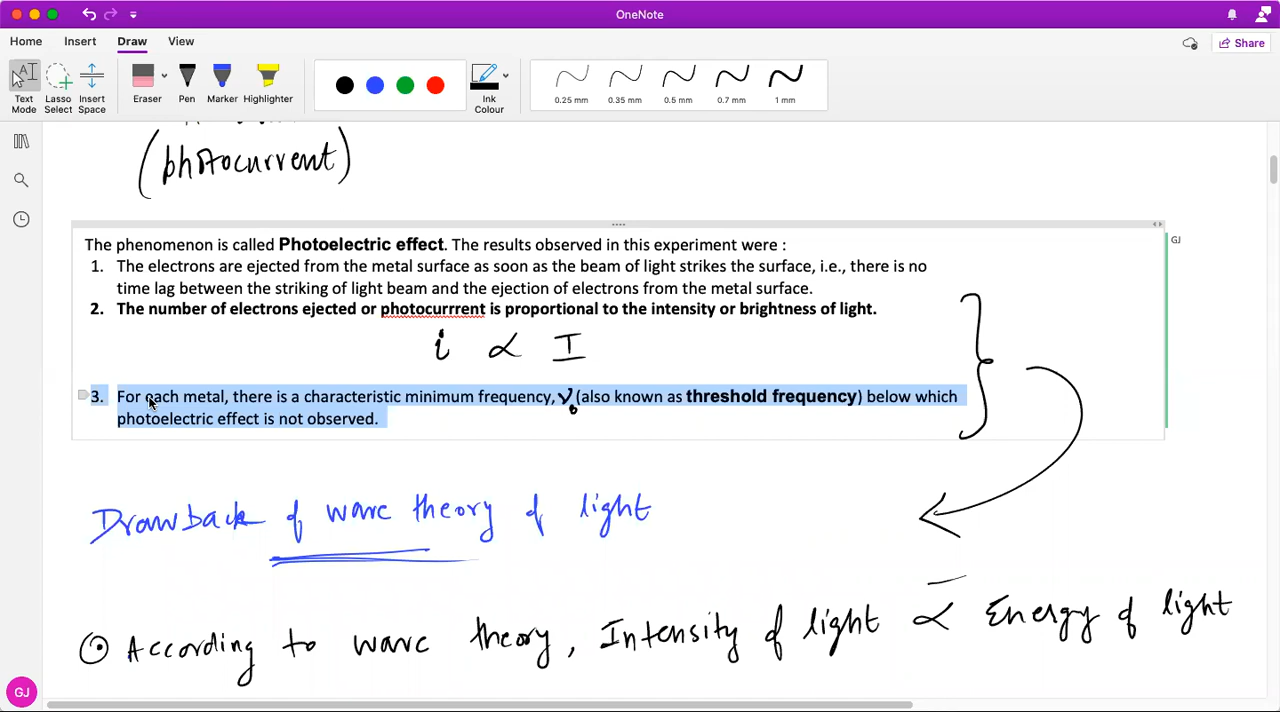 OneNote
Home Insert Draw View
Share
Text Mode
Lasso Select
Insert Space
Eraser
Pen
Marker
Highlighter
Ink Colour
0.25 mm
0.35 mm
0.5 mm
0.7 mm
1 mm
(photocurrent)
The phenomenon is called Photoelectric effect. The results observed in this experiment were :
GJ
1. The electrons are ejected from the metal surface as soon as the beam of light strikes the surface, i.e., there is no
time lag between the striking of light beam and the ejection of electrons from the metal surface.
2. The number of electrons ejected or photocurrrent is proportional to the intensity or brightness of light.
i ∝ I
3. For each metal, there is a characteristic minimum frequency, ν₀ (also known as threshold frequency) below which
photoelectric effect is not observed.
Drawback of wave theory of light
⊙ According to wave theory, Intensity of light ∝ Energy of light
GJ